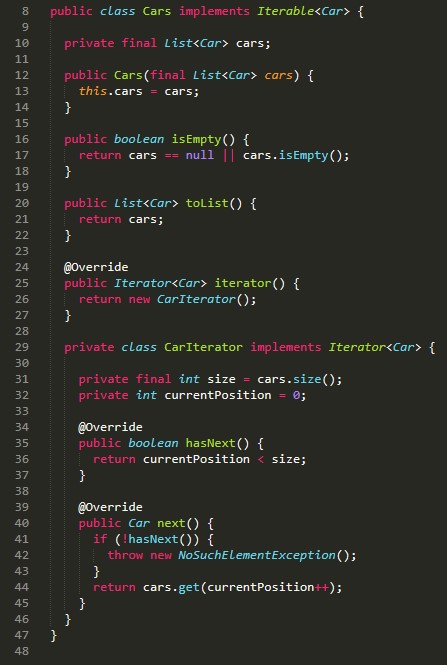 8 public class Cars implements Iterable<Car> {
9
10 private final List<Car> cars;
11
12 public Cars(final List<Car> cars) {
13 this.cars = cars;
14 }
15
16 public boolean isEmpty() {
17 return cars == null || cars.isEmpty();
18 }
19
20 public List<Car> toList() {
21 return cars;
22 }
23
24 @Override
25 public Iterator<Car> iterator() {
26 return new CarIterator();
27 }
28
29 private class CarIterator implements Iterator<Car> {
30
31 private final int size = cars.size();
32 private int currentPosition = 0;
33
34 @Override
35 public boolean hasNext() {
36 return currentPosition < size;
37 }
38
39 @Override
40 public Car next() {
41 if (!hasNext()) {
42 throw new NoSuchElementException();
43 }
44 return cars.get(currentPosition++);
45 }
46 }
47 }
48